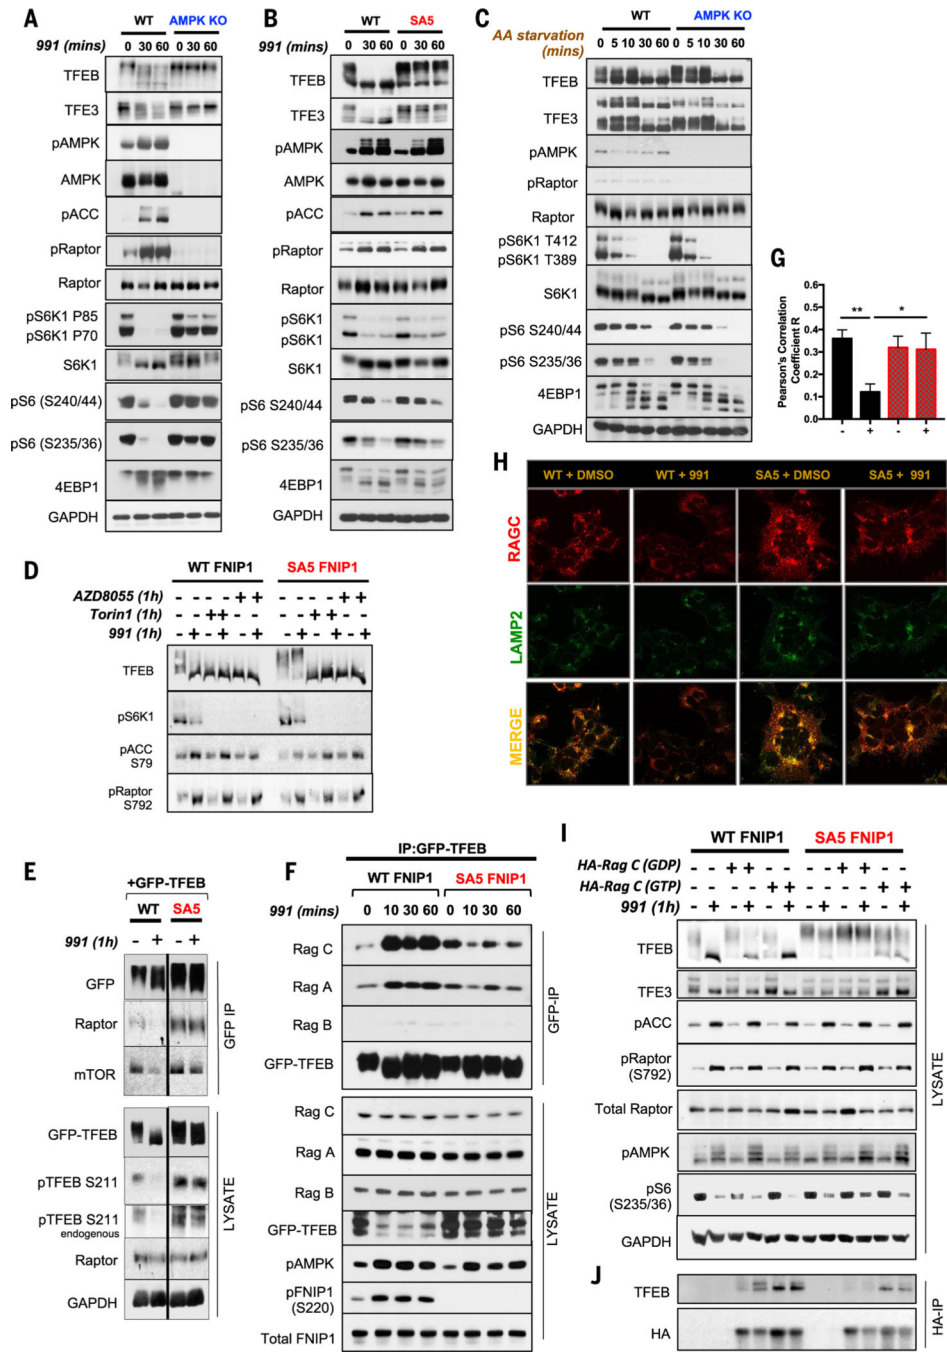 A
WT AMPK KO
991 (mins) 0 30 60 0 30 60
TFEB
TFE3
pAMPK
AMPK
pACC
pRaptor
Raptor
pS6K1 P85
pS6K1 P70
S6K1
pS6 (S240/44)
pS6 (S235/36)
4EBP1
GAPDH
B
WT SA5
991 (mins) 0 30 60 0 30 60
TFEB
TFE3
pAMPK
AMPK
pACC
pRaptor
Raptor
pS6K1
pS6K1
S6K1
pS6 S240/44
pS6 S235/36
4EBP1
GAPDH
C
WT AMPK KO
AA starvation
(mins)
0 5 10 30 60 0 5 10 30 60
TFEB
TFE3
pAMPK
pRaptor
Raptor
pS6K1 T412
pS6K1 T389
S6K1
pS6 S240/44
pS6 S235/36
4EBP1
GAPDH
G
Pearson's Correlation
Coefficient R
0.6
0.5
0.4
0.3
0.2
0.1
0.0
** *
- + - +
H
WT + DMSO WT + 991 SA5 + DMSO SA5 + 991
RAGC
LAMP2
MERGE
D
WT FNIP1 SA5 FNIP1
AZD8055 (1h) - - - - + + - - - - + +
Torin1 (1h) - - + + - - - - + + - -
991 (1h) - + - + - + - + - + - +
TFEB
pS6K1
pACC
S79
pRaptor
S792
E
+GFP-TFEB
WT SA5
991 (1h) - + - +
GFP
Raptor
mTOR
GFP IP
GFP-TFEB
pTFEB S211
pTFEB S211
endogenous
Raptor
GAPDH
LYSATE
F
IP:GFP-TEEB
WT FNIP1 SA5 FNIP1
991 (mins) 0 10 30 60 0 10 30 60
Rag C
Rag A
Rag B
GFP-TFEB
GFP-IP
Rag C
Rag A
Rag B
GFP-TFEB
pAMPK
pFNIP1
(S220)
Total FNIP1
LYSATE
I
WT FNIP1 SA5 FNIP1
HA-Rag C (GDP) - - + + - - - - + + - -
HA-Rag C (GTP) - - - - + + - - - - + +
991 (1h) - + - + - + - + - + - +
TFEB
TFE3
pACC
pRaptor
(S792)
Total Raptor
pAMPK
pS6
(S235/36)
GAPDH
LYSATE
J
TFEB
HA
HA-IP